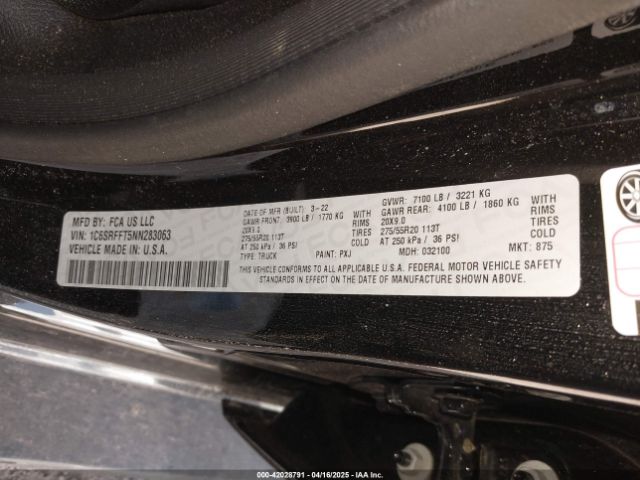 MFD BY: FCA US LLC
VIN: 1C6SRFFT5NN283063
VEHICLE MADE IN U.S.A.
DATE OF MFR (BUILT) 3-22
GAWR FRONT: 3900 LB / 1770 KG WITH
20X9.0 RIMS
275/55R20 113T TIRES
AT 250 kPa / 36 PSI COLD
TYPE: TRUCK PAINT: PXJ
GVWR: 7100 LB / 3221 KG
GAWR REAR: 4100 LB / 1860 KG WITH
20X9.0 RIMS
275/55R20 113T TIRES
AT 250 kPa / 36 PSI COLD
MDH: 032100 MKT: 875
THIS VEHICLE CONFORMS TO ALL APPLICABLE U.S.A. FEDERAL MOTOR VEHICLE SAFETY
STANDARDS IN EFFECT ON THE DATE OF MANUFACTURE SHOWN ABOVE.
000-42028791 04/16/2025 IAA